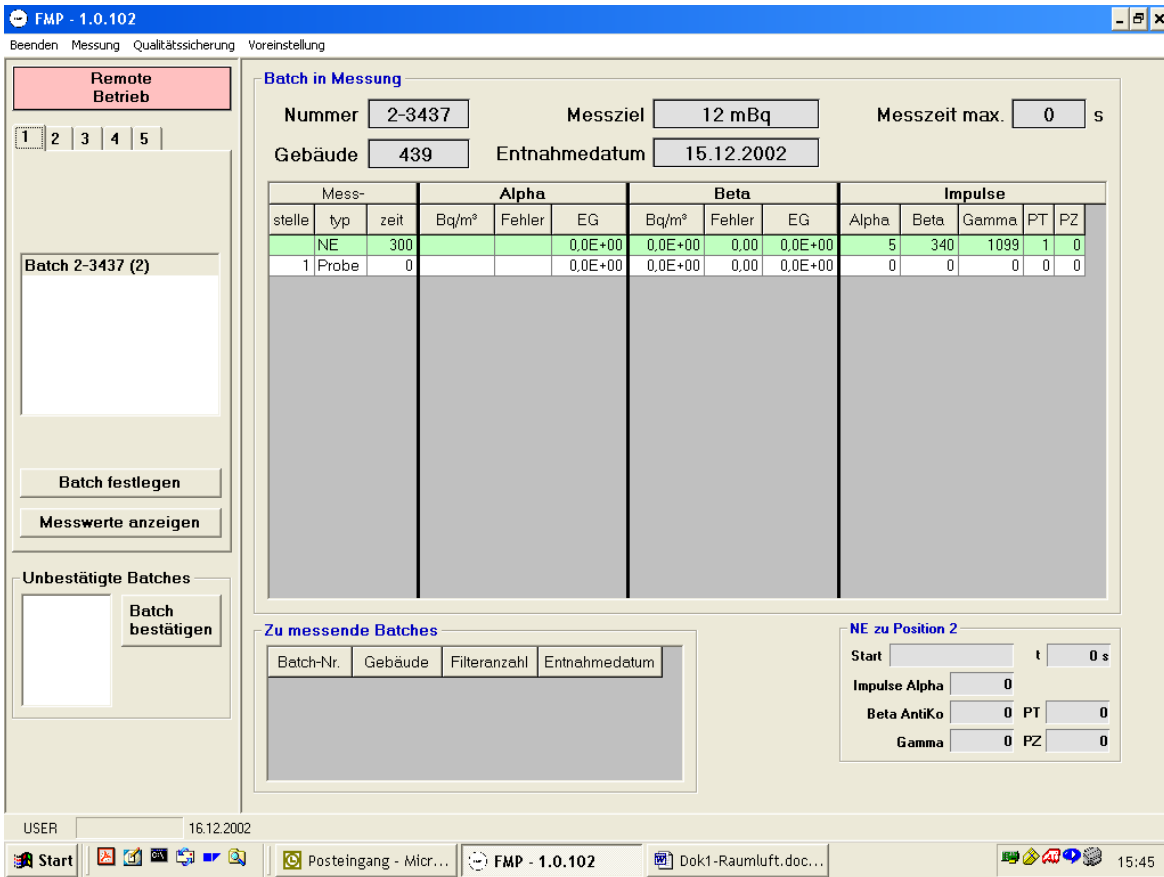 FMP - 1.0.102
Beenden Messung Qualitätssicherung Voreinstellung
Remote
Betrieb
1 2 3 4 5
Batch 2-3437 (2)
Batch festlegen
Messwerte anzeigen
Unbestätigte Batches
Batch
bestätigen
Batch in Messung
Nummer 2-3437 Messziel 12 mBq Messzeit max. 0 s
Gebäude 439 Entnahmedatum 15.12.2002
Mess- Alpha Beta Impulse
stelle typ zeit Bq/m³ Fehler EG Bq/m³ Fehler EG Alpha Beta Gamma PT PZ
NE 300 0,0E+00 0,0E+00 0,00 0,0E+00 5 340 1099 1 0
1 Probe 0 0,0E+00 0,0E+00 0,00 0,0E+00 0 0 0 0 0
Zu messende Batches
Batch-Nr. Gebäude Filteranzahl Entnahmedatum
NE zu Position 2
Start t 0 s
Impulse Alpha 0
Beta AntiKo 0 PT 0
Gamma 0 PZ 0
USER 16.12.2002
Start Posteingang - Micr... FMP - 1.0.102 Dok1-Raumluft.doc... 15:45